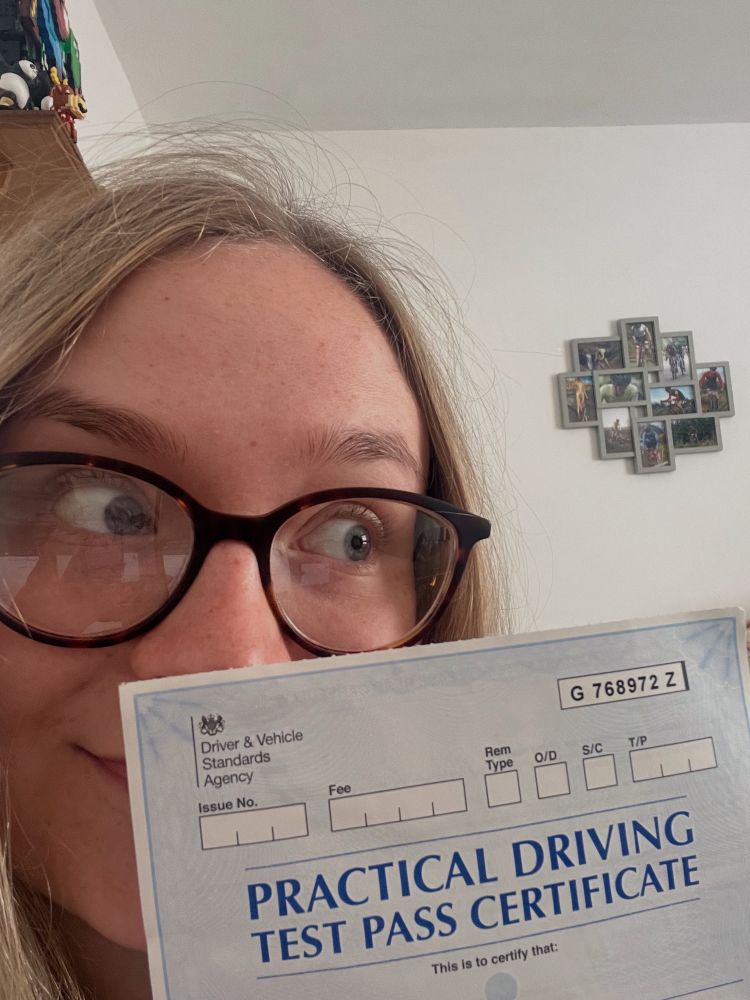 G 768972 Z
Driver & Vehicle
Standards
Agency
Issue No.
Fee
Rem
Type
O/D
S/C
T/P
PRACTICAL DRIVING
TEST PASS CERTIFICATE
This is to certify that: